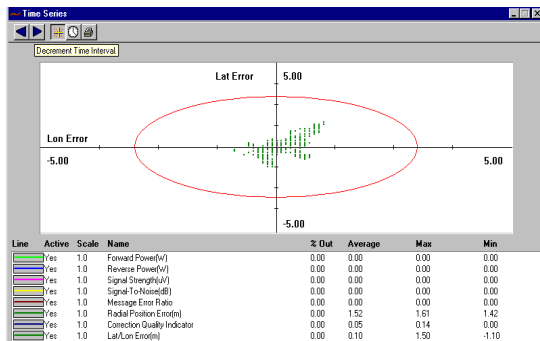 Time Series
Decrement Time Interval
Lat Error 5.00
Lon Error
-5.00 5.00
-5.00
Line Active Scale Name % Out Average Max Min
Yes 1.0 Forward Power(W) 0.00 0.00 0.00 0.00
Yes 1.0 Reverse Power(W) 0.00 0.00 0.00 0.00
Yes 1.0 Signal Strength(uV) 0.00 0.00 0.00 0.00
Yes 1.0 Signal-To-Noise(dB) 0.00 0.00 0.00 0.00
Yes 1.0 Message Error Ratio 0.00 0.00 0.00 0.00
Yes 1.0 Radial Position Error(m) 0.00 1.52 1.61 1.42
Yes 1.0 Correction Quality Indicator 0.00 0.05 0.14 0.00
Yes 1.0 Lat/Lon Error(m) 0.00 0.10 1.50 -1.10